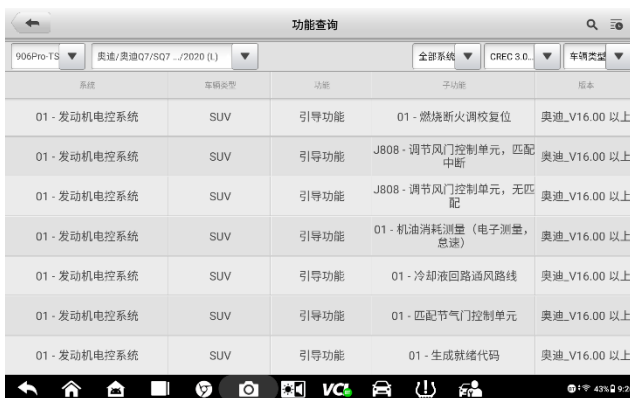 功能查询
906Pro-TS
奥迪/奥迪Q7/SQ7 .../2020 (L)
全部系统
CREC 3.0...
车辆类型
系统 车辆类型 功能 子功能 版本
01 - 发动机电控系统 SUV 引导功能 01 - 燃烧断火调校复位 奥迪_V16.00 以上
01 - 发动机电控系统 SUV 引导功能 J808 - 调节风门控制单元，匹配
中断 奥迪_V16.00 以上
01 - 发动机电控系统 SUV 引导功能 J808 - 调节风门控制单元，无匹
配 奥迪_V16.00 以上
01 - 发动机电控系统 SUV 引导功能 01 - 机油消耗测量（电子测量，
怠速） 奥迪_V16.00 以上
01 - 发动机电控系统 SUV 引导功能 01 - 冷却液回路通风路线 奥迪_V16.00 以上
01 - 发动机电控系统 SUV 引导功能 01 - 匹配节气门控制单元 奥迪_V16.00 以上
01 - 发动机电控系统 SUV 引导功能 01 - 生成就绪代码 奥迪_V16.00 以上
VCI 43% 9:2